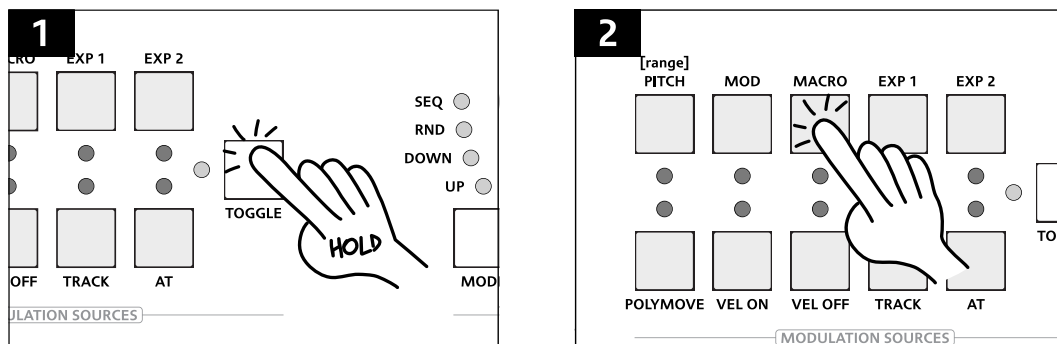 1
CRO EXP 1 EXP 2
SEQ
RND
DOWN
UP
TOGGLE
HOLD
OFF TRACK AT
MODE
ULATION SOURCES
2
[range]
PITCH MOD MACRO EXP 1 EXP 2
TO
POLYMOVE VEL ON VEL OFF TRACK AT
MODULATION SOURCES